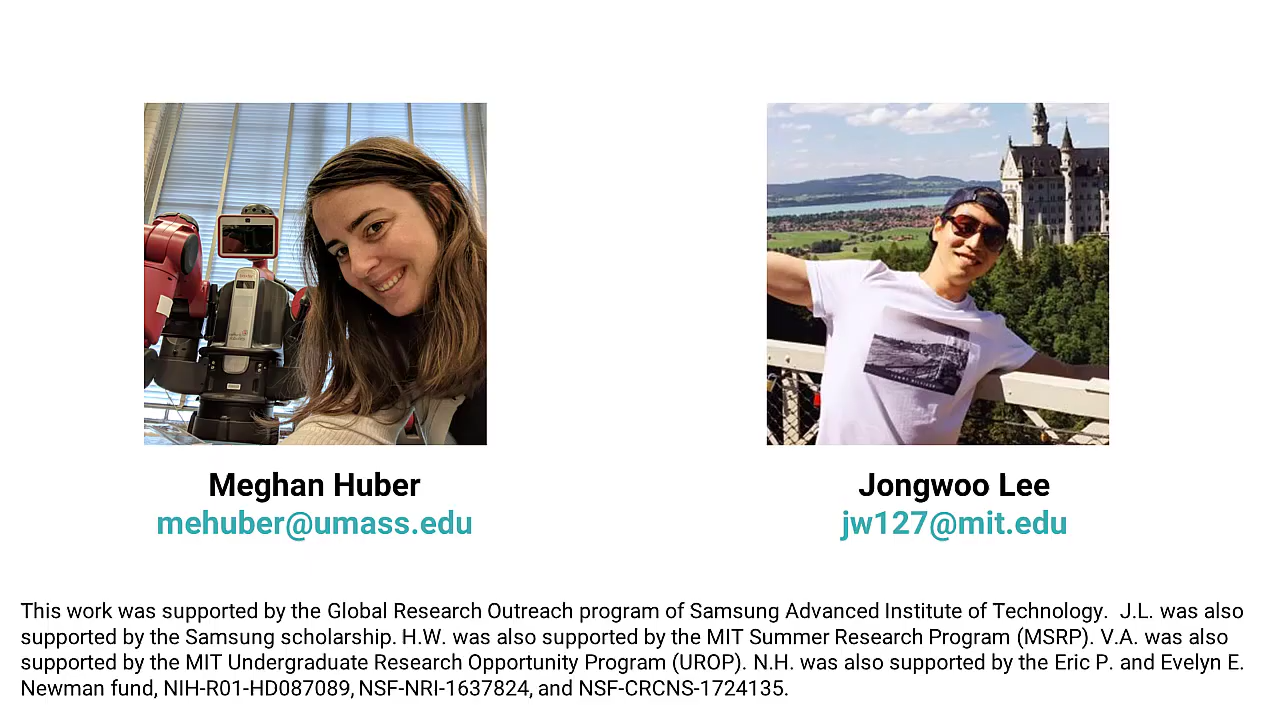 Meghan Huber
mehuber@umass.edu
Jongwoo Lee
jw127@mit.edu
This work was supported by the Global Research Outreach program of Samsung Advanced Institute of Technology.  J.L. was also
supported by the Samsung scholarship. H.W. was also supported by the MIT Summer Research Program (MSRP). V.A. was also
supported by the MIT Undergraduate Research Opportunity Program (UROP). N.H. was also supported by the Eric P. and Evelyn E.
Newman fund, NIH-R01-HD087089, NSF-NRI-1637824, and NSF-CRCNS-1724135.